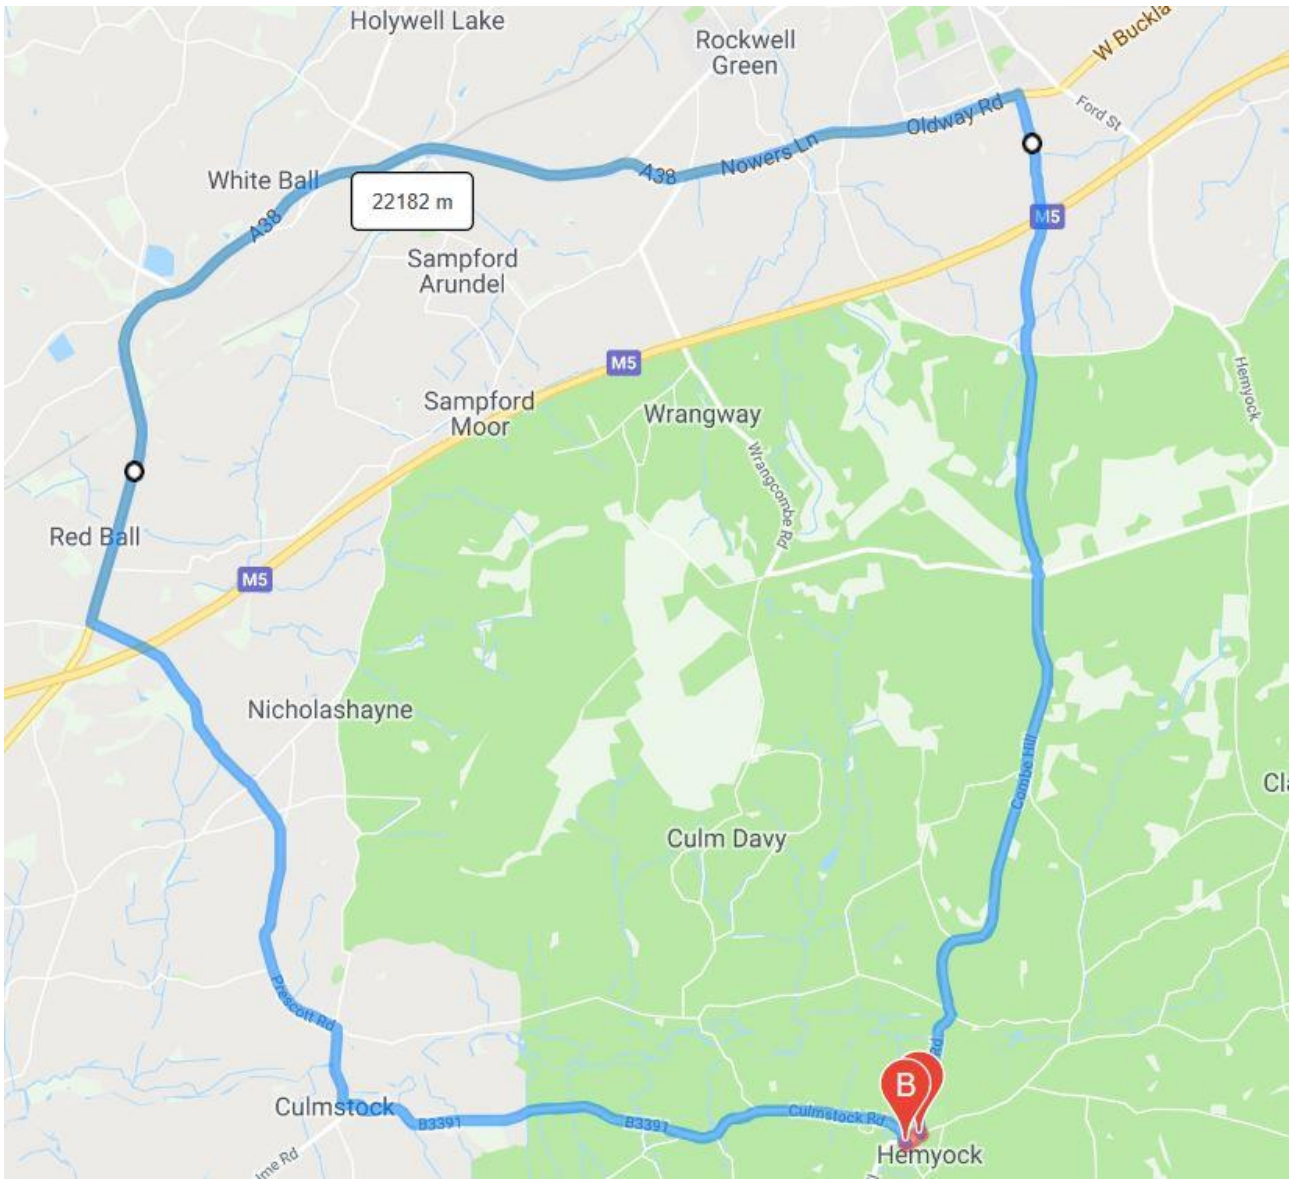 Holywell Lake
Rockwell
Green
W Buckla
Ford St
Oldway Rd
Nowers Ln
A38
White Ball
22182 m
A38
M5
Sampford
Arundel
M5
Hemyock
Sampford
Moor
Wrangway
Wrangcombe Rd
Red Ball
M5
Nicholashayne
Combe Hill
Cla
Culm Davy
Prescott Rd
Rd
B
Culmstock
B3391
B3391
Culmstock Rd
Hemyock
lme Rd